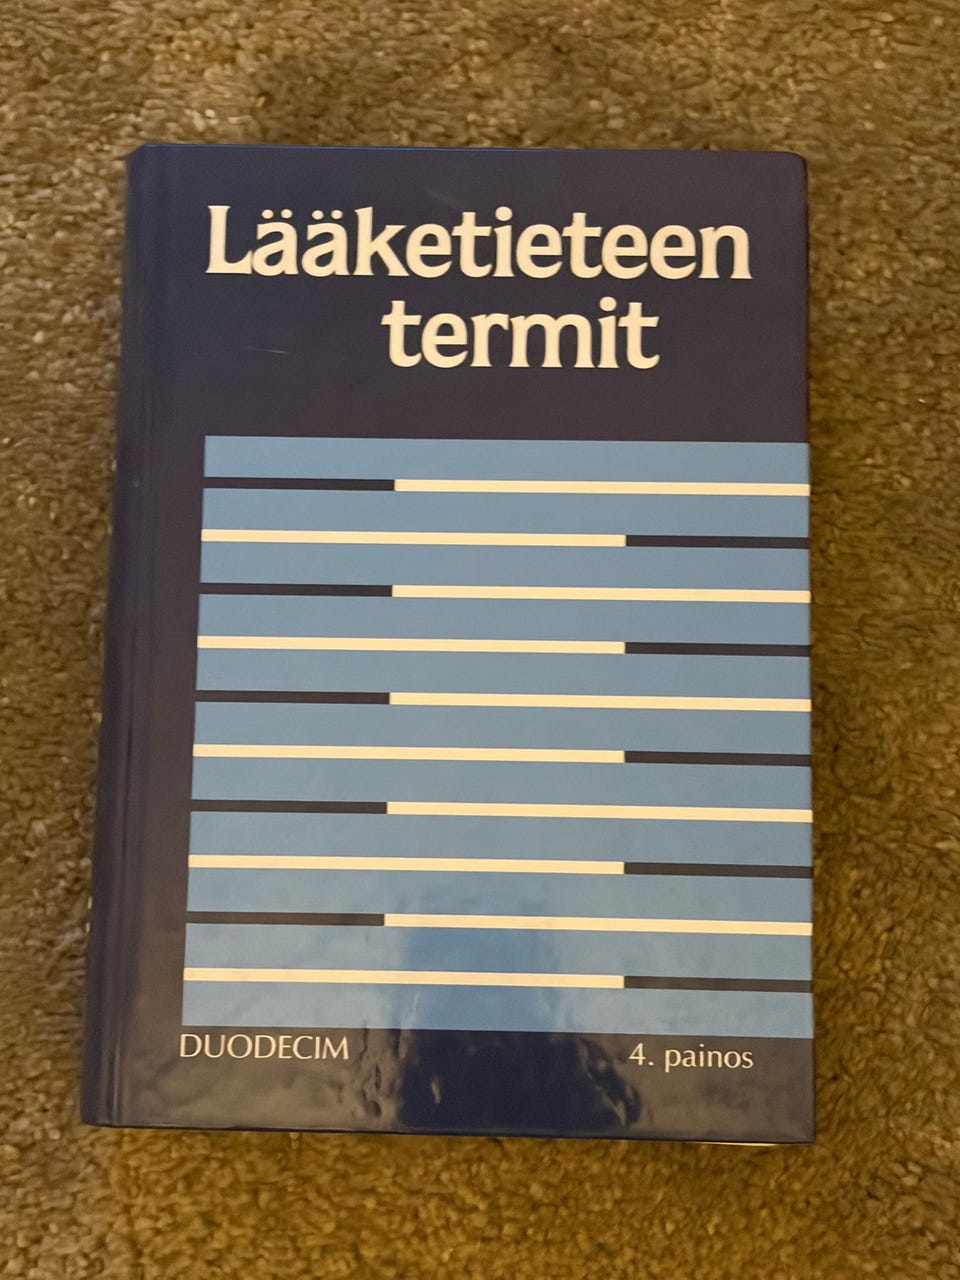 Lääketieteen
termit
DUODECIM
4. painos